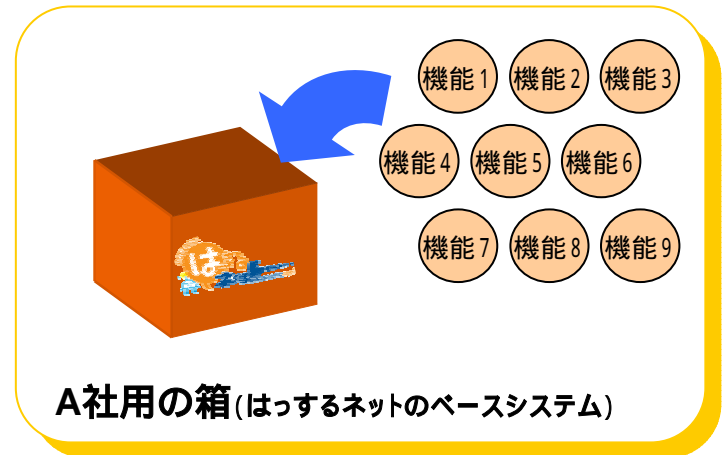 機能1 機能2 機能3
機能4 機能5 機能6
は
機能7 機能8 機能9
A社用の箱(はっするネットのベースシステム)